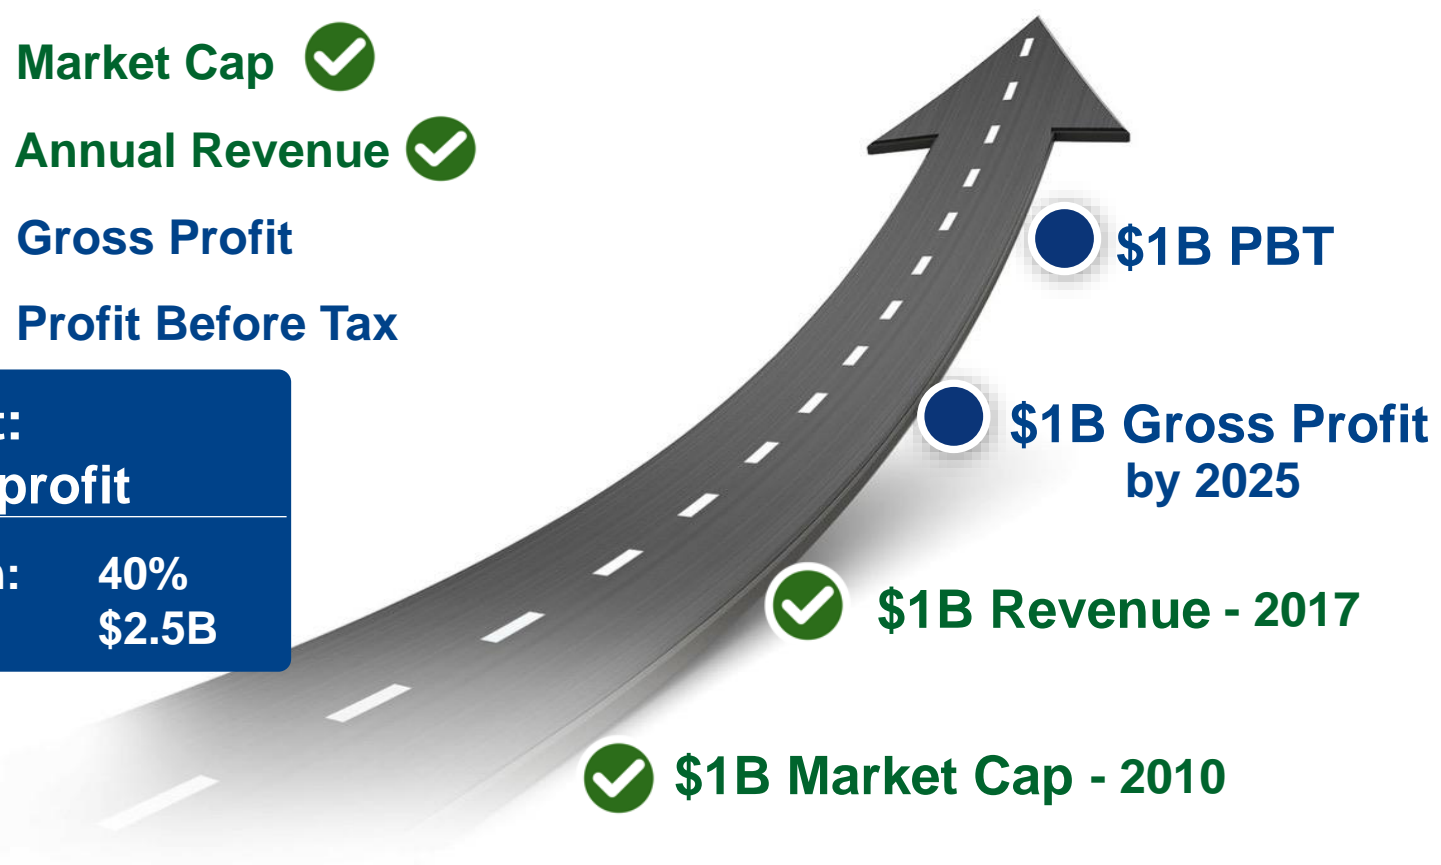 Market Cap
Annual Revenue
Gross Profit
Profit Before Tax
t:
profit
n: 40%
$2.5B
$1B PBT
$1B Gross Profit
by 2025
$1B Revenue - 2017
$1B Market Cap - 2010